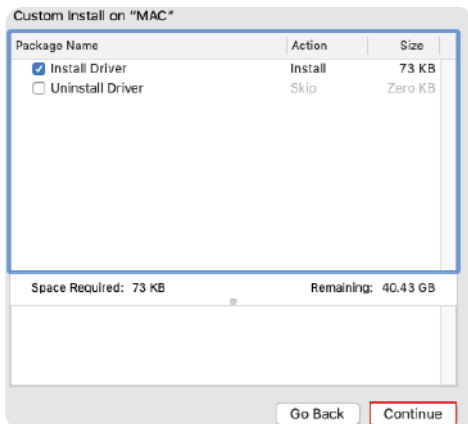 Custom Install on "MAC"
Package Name Action Size
Install Driver Install 73 KB
Uninstall Driver Skip Zero KB
Space Required: 73 KB Remaining: 40.43 GB
Go Back Continue